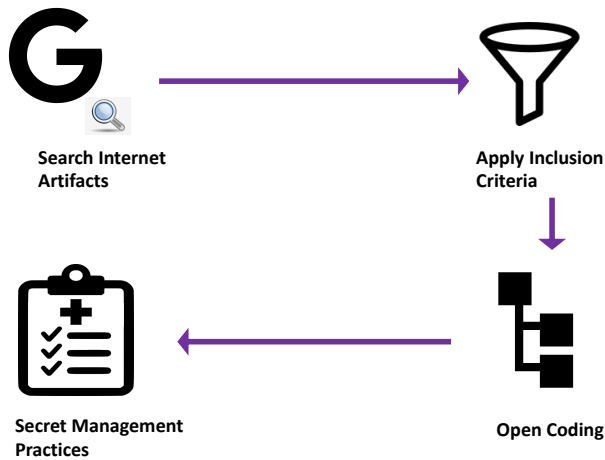 G
Search Internet
Artifacts
Apply Inclusion
Criteria
Open Coding
Secret Management
Practices